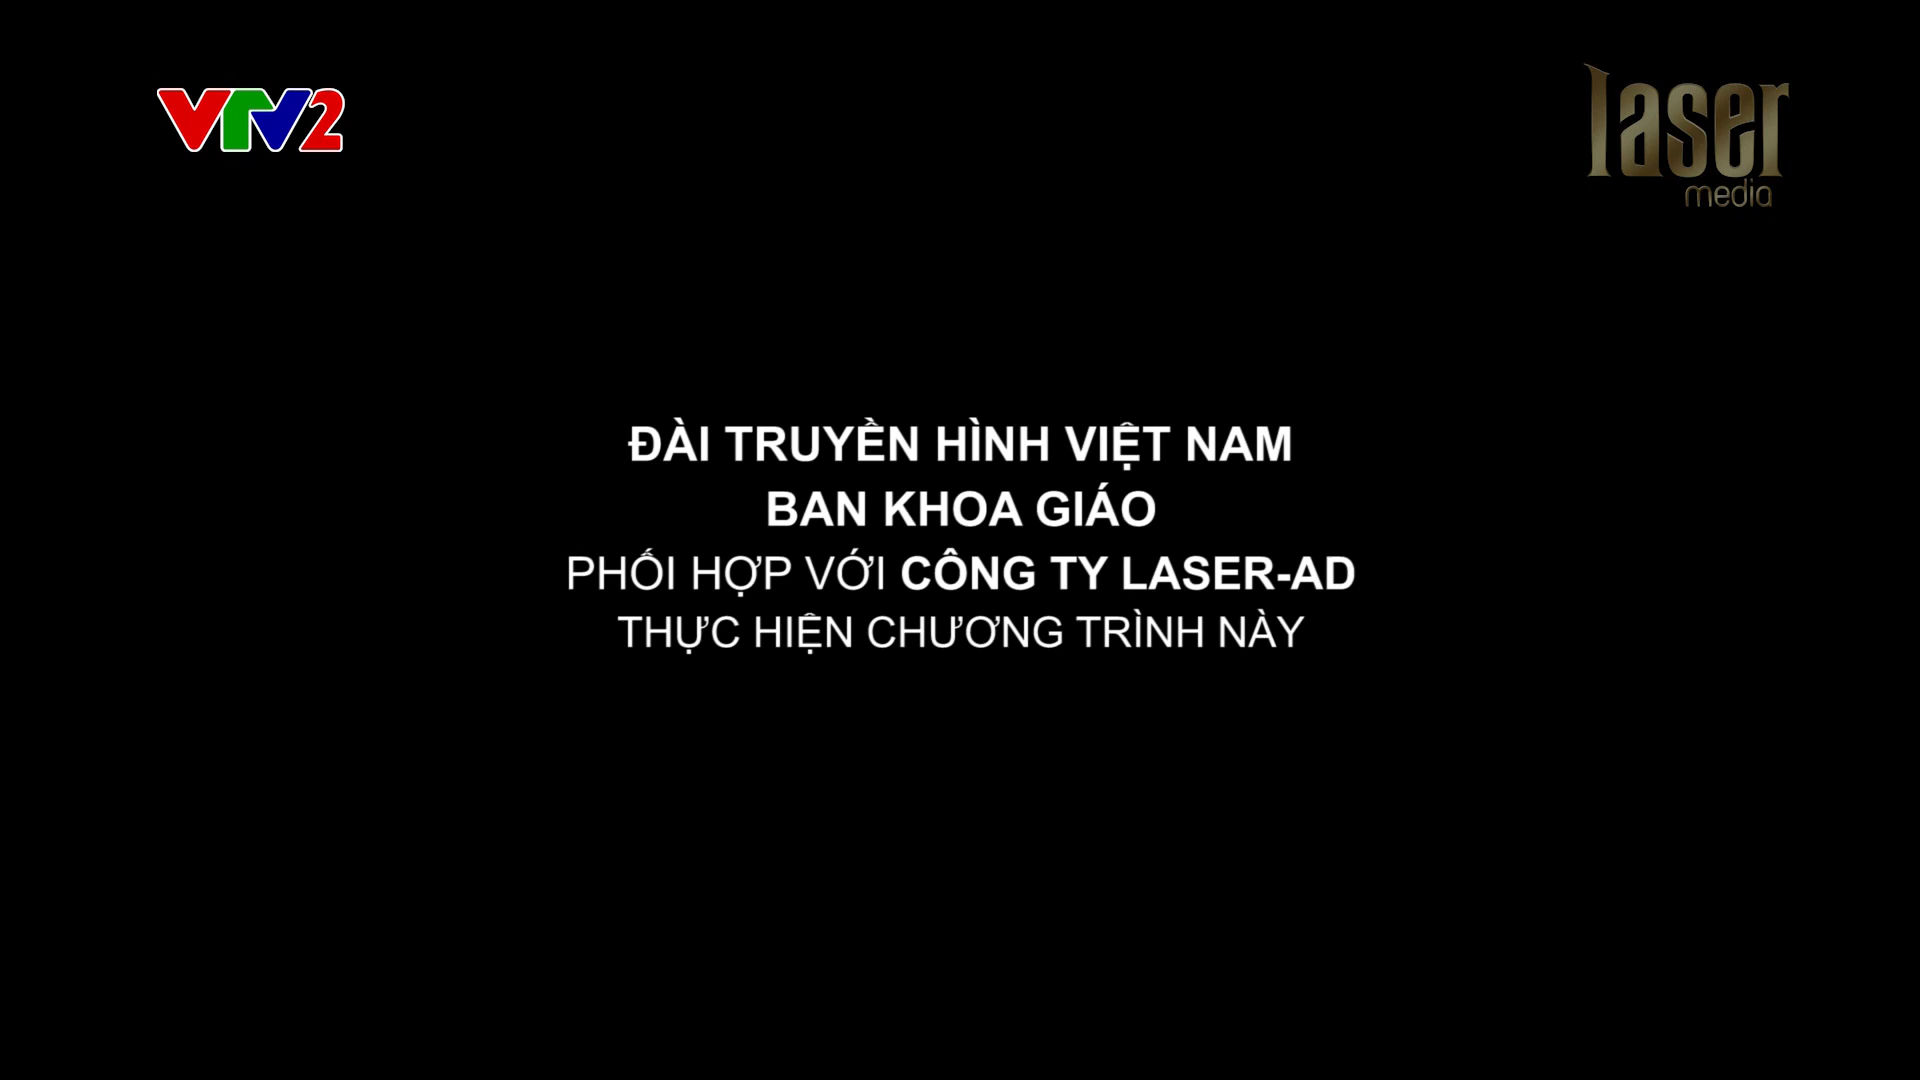 VTV2
laser
media
ĐÀI TRUYỀN HÌNH VIỆT NAM
BAN KHOA GIÁO
PHỐI HỢP VỚI CÔNG TY LASER-AD
THỰC HIỆN CHƯƠNG TRÌNH NÀY